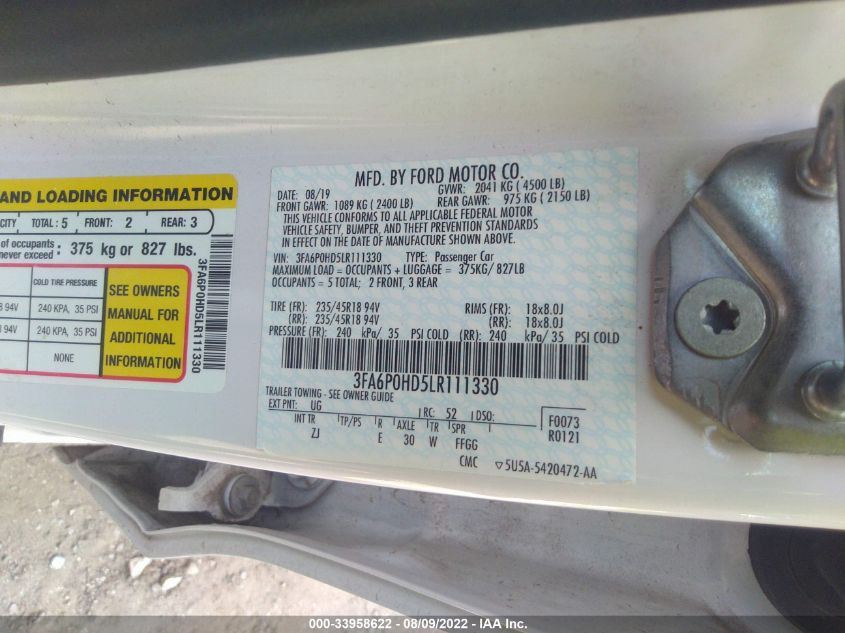 AND LOADING INFORMATION
CITY TOTAL: 5 FRONT: 2 REAR: 3
of occupants
never exceed : 375 kg or 827 lbs.
COLD TIRE PRESSURE
94V 240 KPA, 35 PSI
94V 240 KPA, 35 PSI
NONE
SEE OWNERS
MANUAL FOR
ADDITIONAL
INFORMATION
3FA6P0HD5LR111330
MFD. BY FORD MOTOR CO.
DATE: 08/19 GVWR: 2041 KG ( 4500 LB)
FRONT GAWR: 1089 KG ( 2400 LB) REAR GAWR: 975 KG ( 2150 LB)
THIS VEHICLE CONFORMS TO ALL APPLICABLE FEDERAL MOTOR
VEHICLE SAFETY, BUMPER, AND THEFT PREVENTION STANDARDS
IN EFFECT ON THE DATE OF MANUFACTURE SHOWN ABOVE.
VIN: 3FA6P0HD5LR111330 TYPE: Passenger Car
MAXIMUM LOAD = OCCUPANTS + LUGGAGE = 375KG/ 827LB
OCCUPANTS = 5 TOTAL; 2 FRONT, 3 REAR
TIRE (FR): 235/45R18 94V RIMS (FR): 18x8.0J
(RR): 235/45R18 94V (RR): 18x8.0J
PRESSURE (FR): 240 kPa/ 35 PSI COLD (RR): 240 kPa/ 35 PSI COLD
3FA6P0HD5LR111330
TRAILER TOWING - SEE OWNER GUIDE
EXT PNT: UG RC: 52 DSO:
F0073
R0121
INT TR TP/PS R AXLE TR SPR
ZJ E 30 W FFGG
CMC 5U5A-5420472-AA
000-33958622 - 08/09/2022 - IAA Inc.